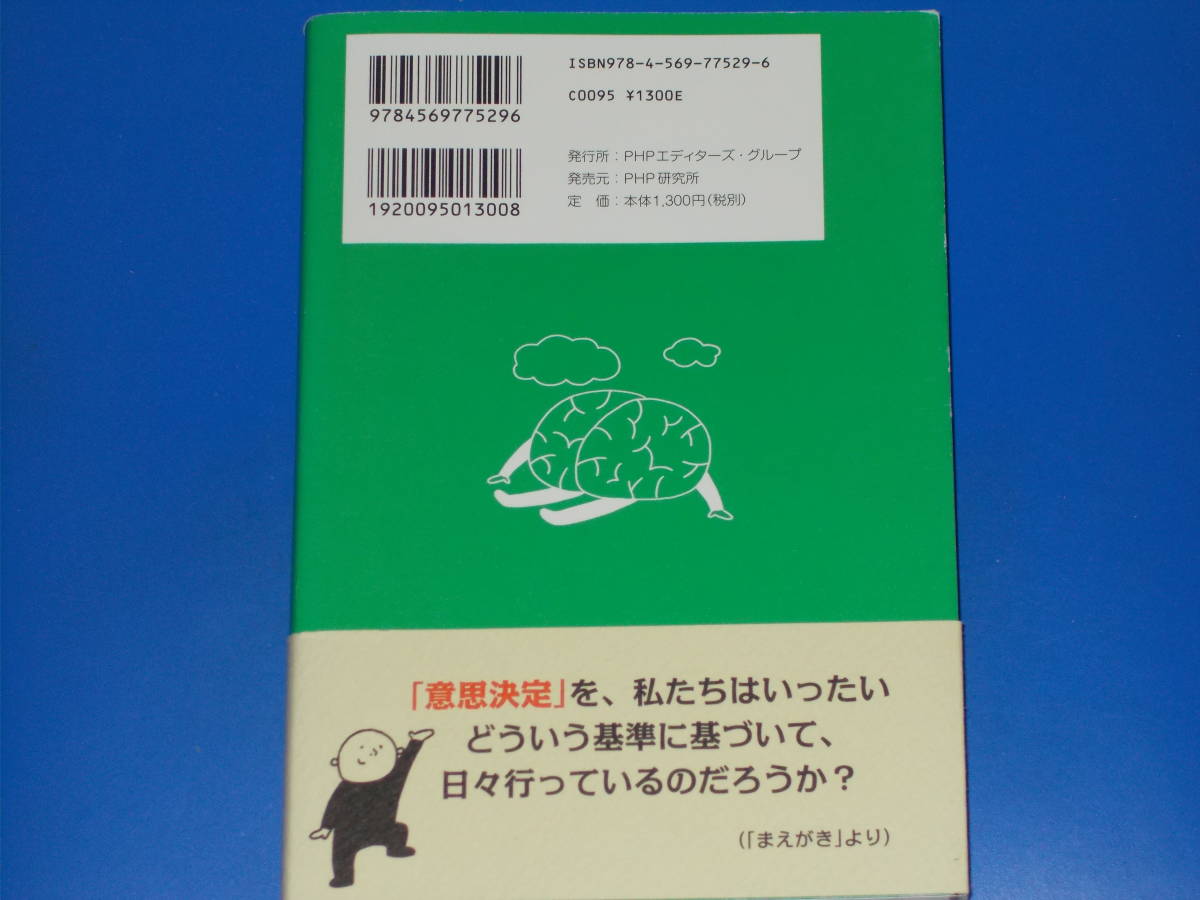 ISBN978-4-569-77529-6
C0095 ¥1300E
9784569775296
1920095013008
発行所：PHPエディターズ・グループ
発売元：PHP研究所
定　価：本体1,300円（税別）
「意思決定」を、私たちはいったい
どういう基準に基づいて、
日々行っているのだろうか？
（「まえがき」より）